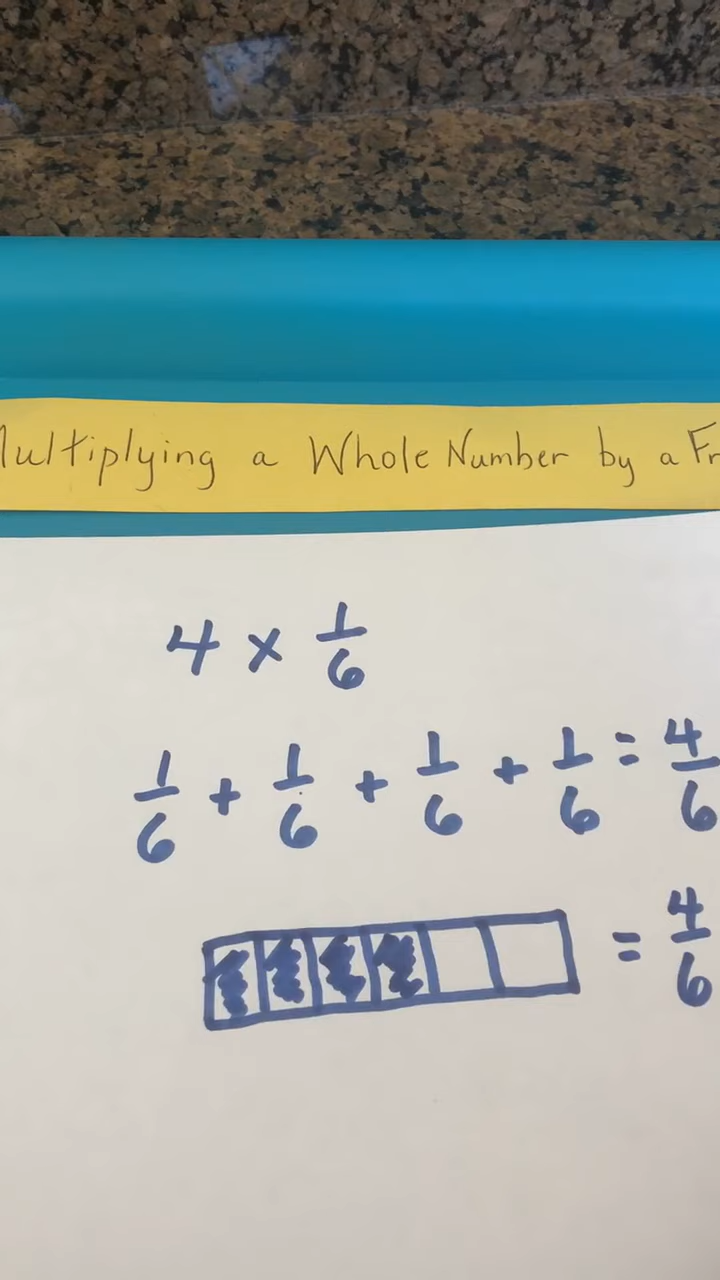 Multiplying a Whole Number by a Fr
4 × 1/6
1/6 + 1/6 + 1/6 + 1/6 = 4/6
= 4/6